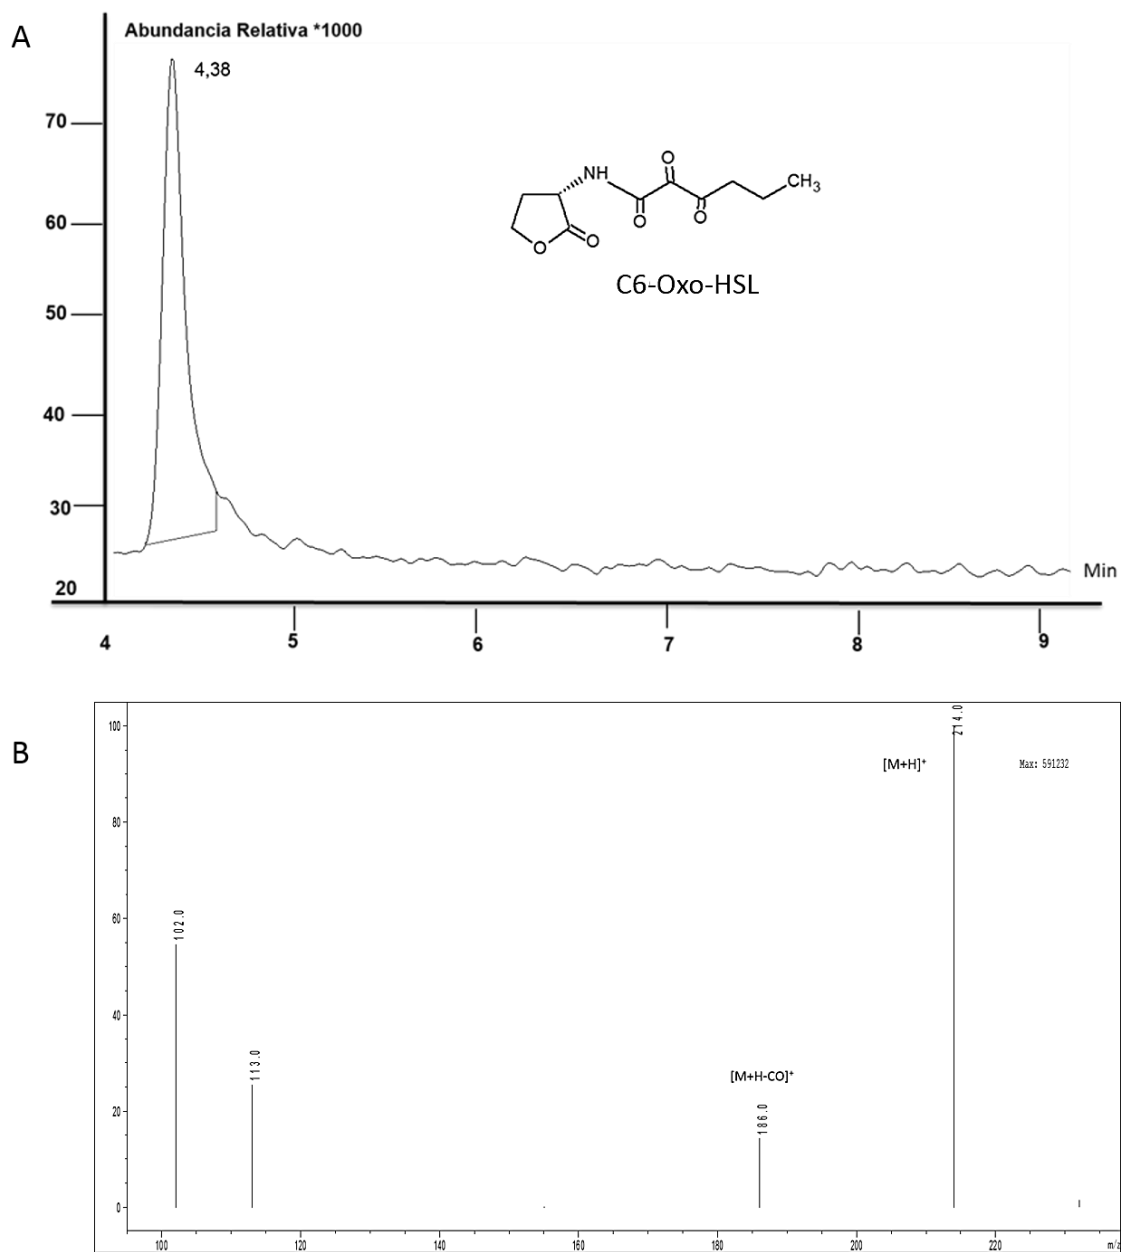 A
Abundancia Relativa *1000
4,38
70
60
50
40
30
20
O
NH
CH3
O
O
O
O
C6-Oxo-HSL
Min
4
5
6
7
8
9
B
100
80
60
40
20
0
214.0
[M+H]+
Max: 591232
102.0
113.0
[M+H-CO]+
186.0
100
120
140
160
180
200
220
m/z